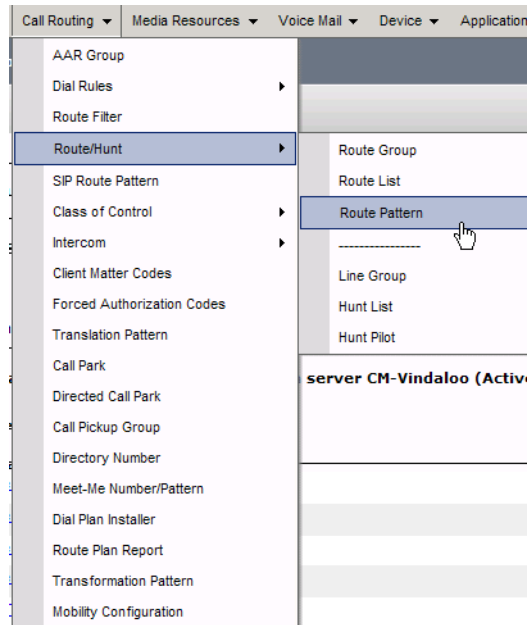 Call Routing Media Resources Voice Mail Device Application
AAR Group
Dial Rules
Route Filter
Route/Hunt
SIP Route Pattern
Class of Control
Intercom
Client Matter Codes
Forced Authorization Codes
Translation Pattern
Call Park
Directed Call Park
Call Pickup Group
Directory Number
Meet-Me Number/Pattern
Dial Plan Installer
Route Plan Report
Transformation Pattern
Mobility Configuration
Route Group
Route List
Route Pattern
----------------
Line Group
Hunt List
Hunt Pilot
server CM-Vindaloo (Active